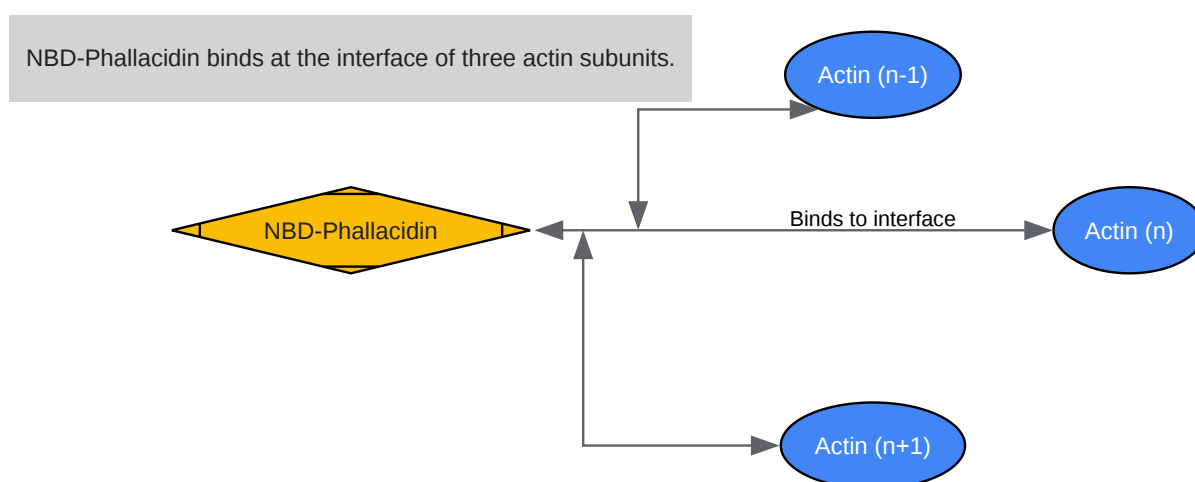 NBD-Phallacidin binds at the interface of three actin subunits.
Actin (n-1)
NBD-Phallacidin
Binds to interface
Actin (n)
Actin (n+1)